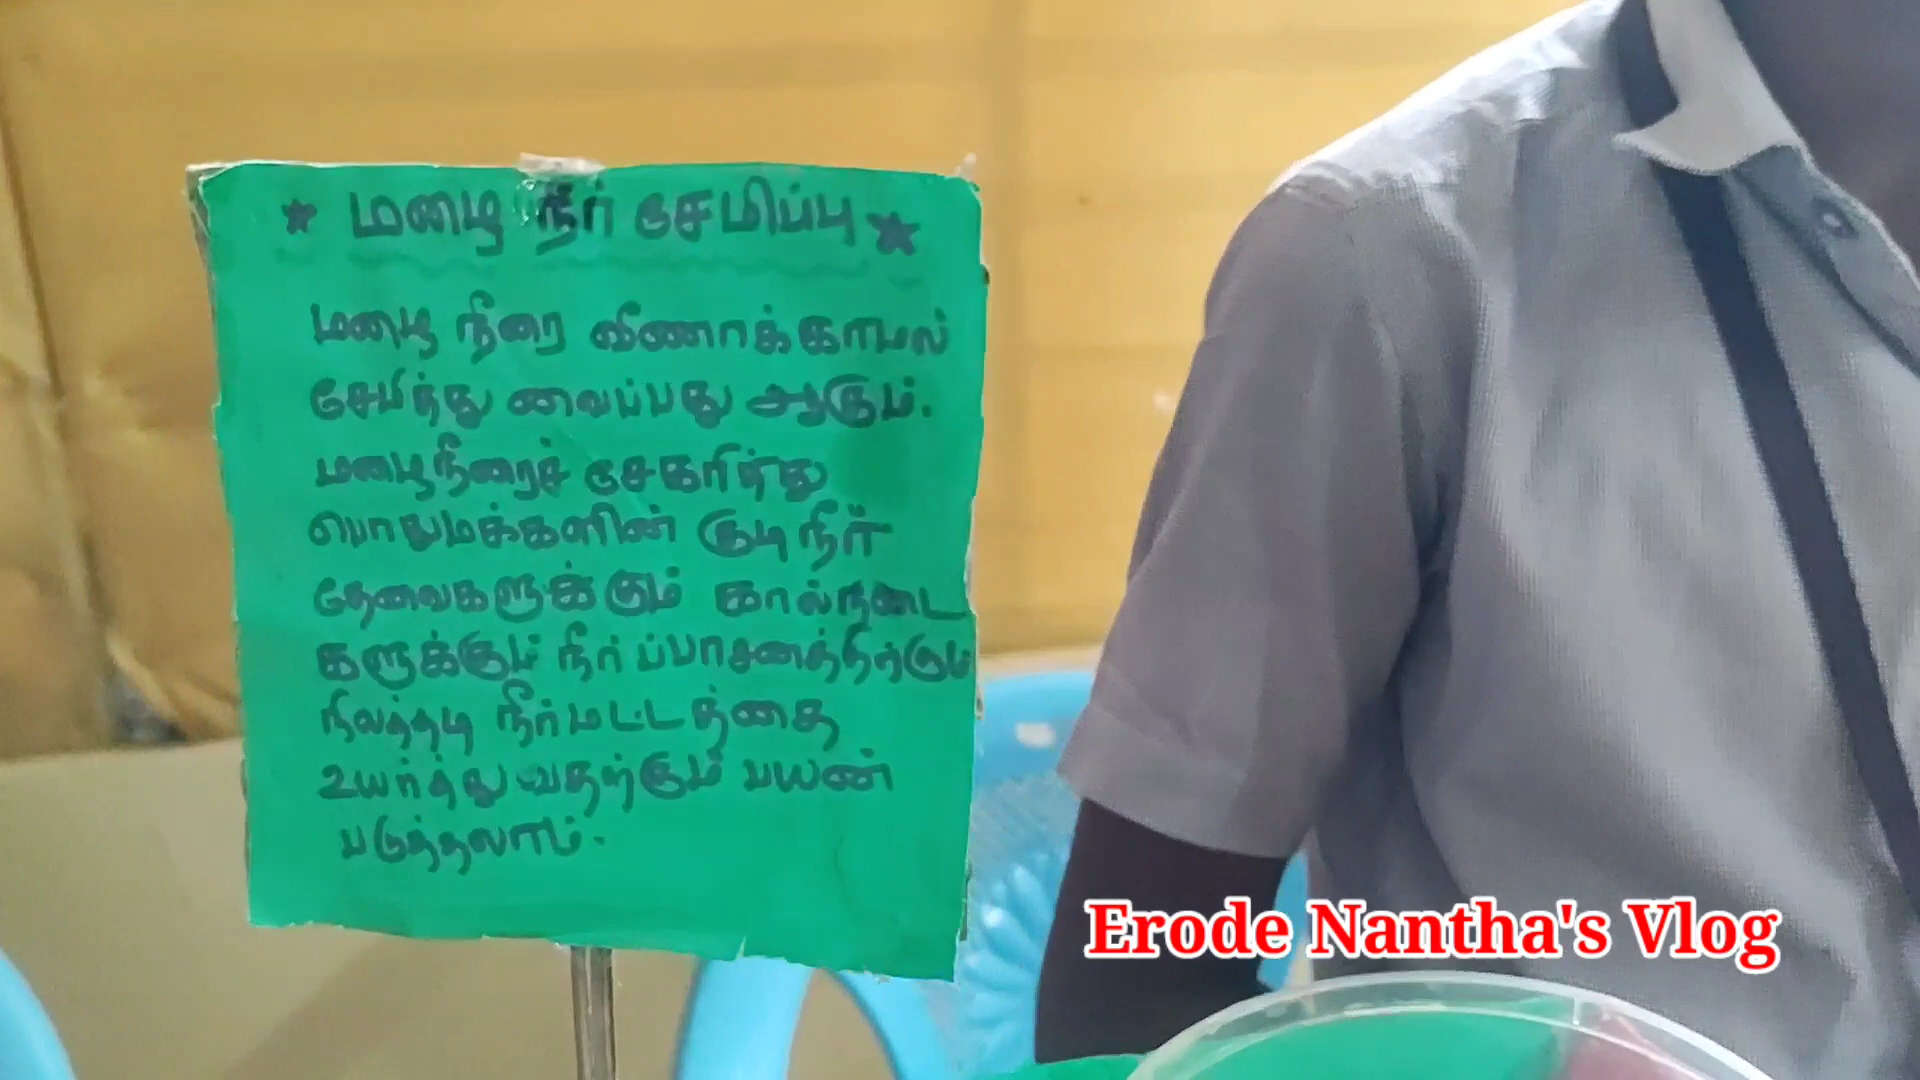 * மழை நீர் சேமிப்பு *
மழை நீரை வீணாக்காமல்
சேமித்து வைப்பது ஆகும்.
மழைநீரைச் சேகரித்து
பொதுமக்களின் குடிநீர்
தேவைகளுக்கும் கால்நடை
களுக்கும் நீர்ப்பாசனத்திற்கும்
நிலத்தடி நீர்மட்டத்தை
உயர்த்துவதற்கும் பயண்
படுத்தலாம்.
Erode Nantha's Vlog